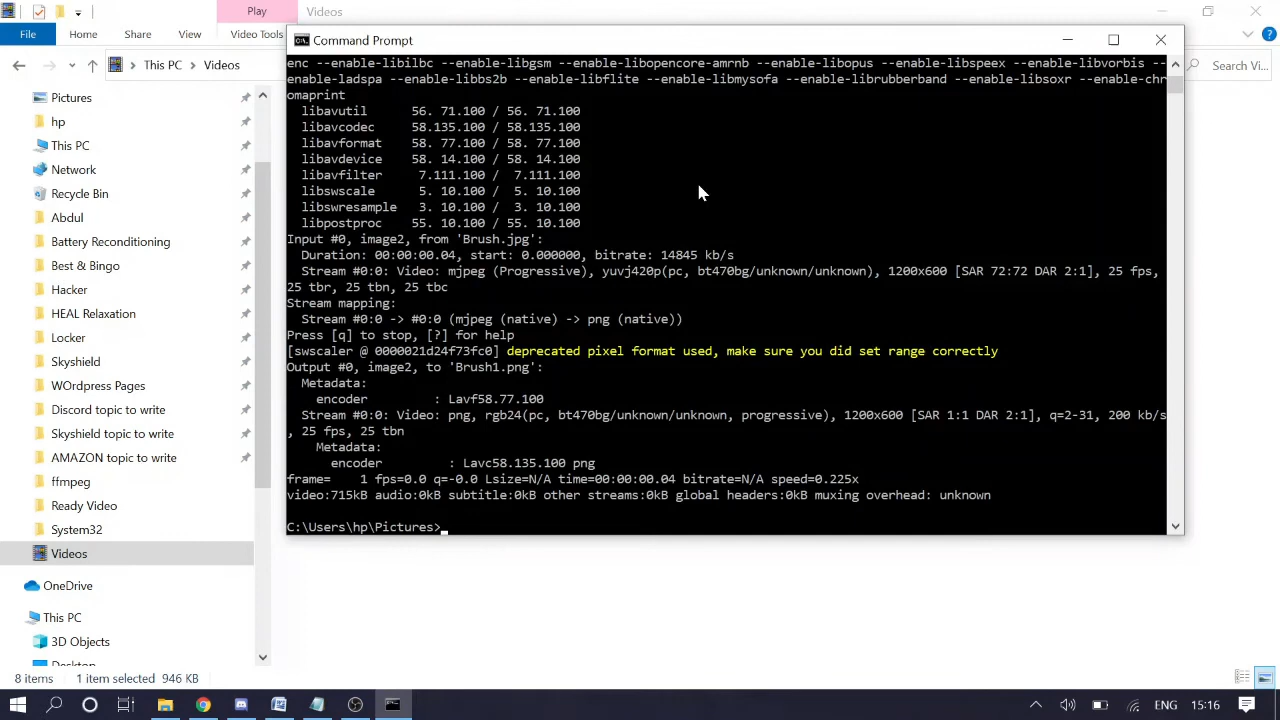 Play
Videos
File
Home
Share
View
Video Tools
This PC
Videos
Search Vi...
Pictures
hp
This PC
Network
Recycle Bin
Abdul
Battery Reconditioning
Best & Bingo
Hacker
HEAL Relaxation
Locker
Skyshield
WOrdpress Pages
Discord topic to write
Skyshield topic to write
AMAZON topic to write
ffmpeg
Ready Video
System32
Videos
OneDrive
This PC
3D Objects
Desktop
8 items
1 item selected 946 KB
Command Prompt
enc --enable-libilbc --enable-libgsm --enable-libopencore-amrnb --enable-libopus --enable-libspeex --enable-libvorbis --
enable-ladspa --enable-libbs2b --enable-libflite --enable-libmysofa --enable-librubberband --enable-libsoxr --enable-chr
omaprint
libavutil 56. 71.100 / 56. 71.100
libavcodec 58.135.100 / 58.135.100
libavformat 58. 77.100 / 58. 77.100
libavdevice 58. 14.100 / 58. 14.100
libavfilter 7.111.100 / 7.111.100
libswscale 5. 10.100 / 5. 10.100
libswresample 3. 10.100 / 3. 10.100
libpostproc 55. 10.100 / 55. 10.100
Input #0, image2, from 'Brush.jpg':
Duration: 00:00:00.04, start: 0.000000, bitrate: 14845 kb/s
Stream #0:0: Video: mjpeg (Progressive), yuvj420p(pc, bt470bg/unknown/unknown), 1200x600 [SAR 72:72 DAR 2:1], 25 fps,
25 tbr, 25 tbn, 25 tbc
Stream mapping:
Stream #0:0 -> #0:0 (mjpeg (native) -> png (native))
Press [q] to stop, [?] for help
[swscaler @ 0000021d24f73fc0] deprecated pixel format used, make sure you did set range correctly
Output #0, image2, to 'Brush1.png':
Metadata:
encoder : Lavf58.77.100
Stream #0:0: Video: png, rgb24(pc, bt470bg/unknown/unknown, progressive), 1200x600 [SAR 1:1 DAR 2:1], q=2-31, 200 kb/s
, 25 fps, 25 tbn
Metadata:
encoder : Lavc58.135.100 png
frame= 1 fps=0.0 q=-0.0 Lsize=N/A time=00:00:00.04 bitrate=N/A speed=0.225x
video:715kB audio:0kB subtitle:0kB other streams:0kB global headers:0kB muxing overhead: unknown
C:\Users\hp\Pictures>
ENG
15:16